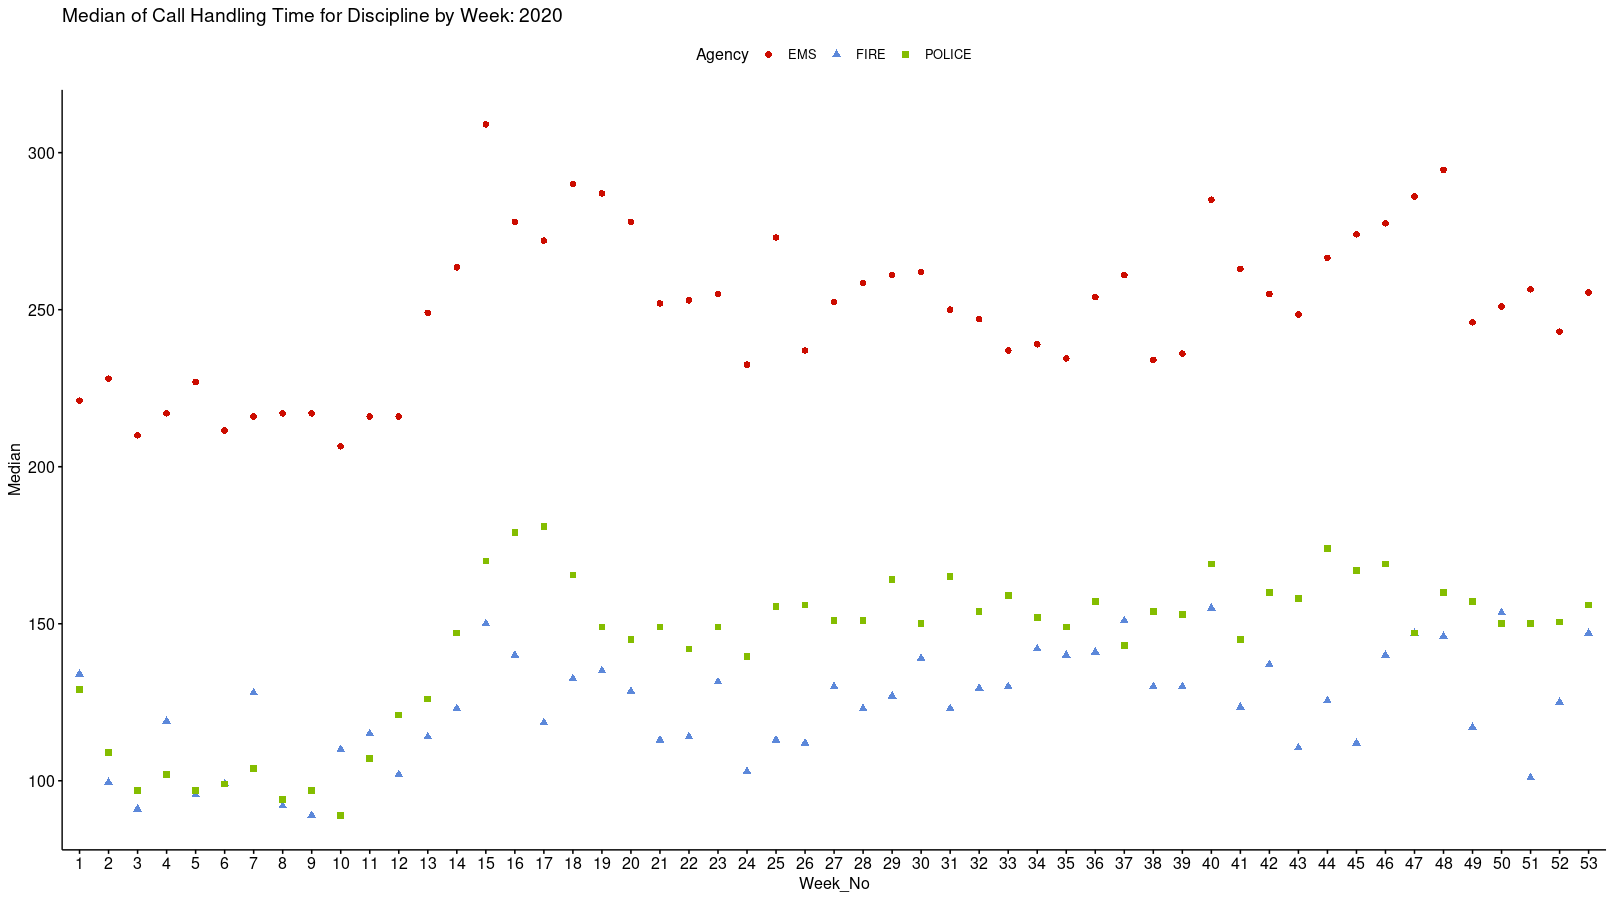 Median of Call Handling Time for Discipline by Week: 2020
Agency EMS FIRE POLICE
300
250
200
150
100
Median
1 2 3 4 5 6 7 8 9 10 11 12 13 14 15 16 17 18 19 20 21 22 23 24 25 26 27 28 29 30 31 32 33 34 35 36 37 38 39 40 41 42 43 44 45 46 47 48 49 50 51 52 53
Week_No